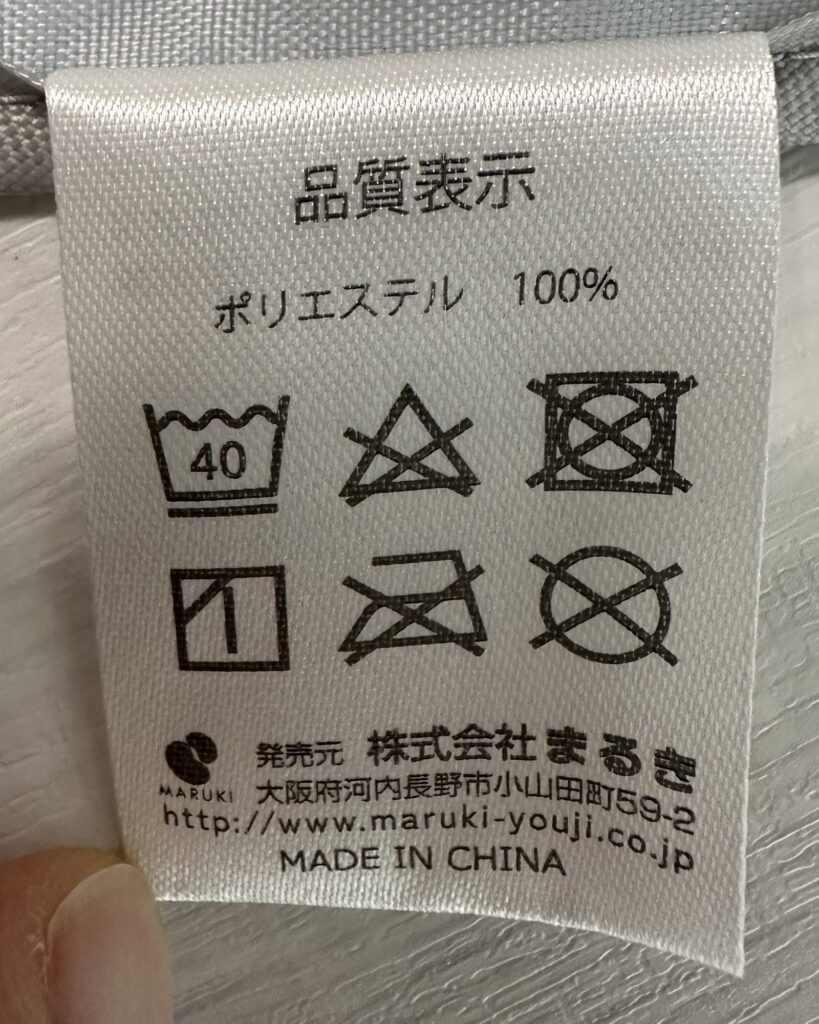 品質表示
ポリエステル 100%
40
MARUKI
発売元 株式会社まるき
大阪府河内長野市小山田町59-2
http://www.maruki-youji.co.jp
MADE IN CHINA